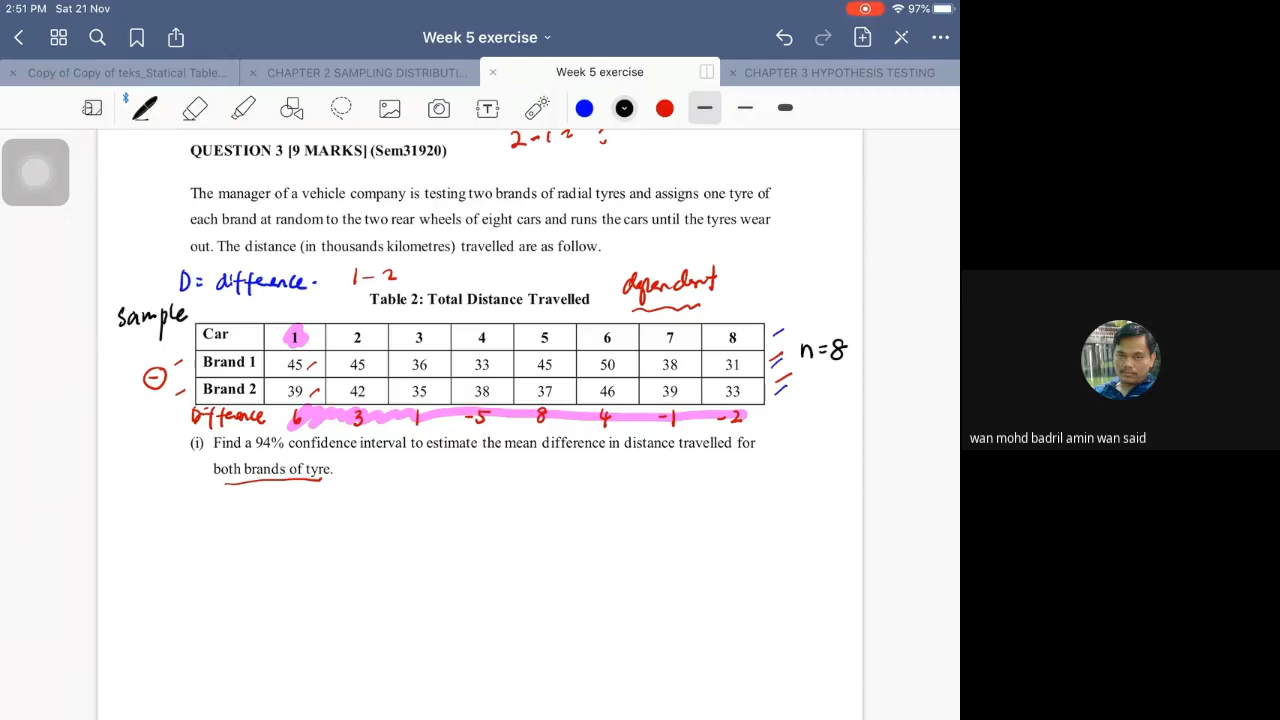 2:51 PM Sat 21 Nov
97%
Week 5 exercise
Copy of Copy of teks_Statical Table...
CHAPTER 2 SAMPLING DISTRIBUTI...
Week 5 exercise
CHAPTER 3 HYPOTHESIS TESTING
QUESTION 3 [9 MARKS] (Sem31920)
The manager of a vehicle company is testing two brands of radial tyres and assigns one tyre of
each brand at random to the two rear wheels of eight cars and runs the cars until the tyres wear
out. The distance (in thousands kilometres) travelled are as follow.
D = difference.
1 - 2
dependent
Table 2: Total Distance Travelled
Sample
Car 1 2 3 4 5 6 7 8
n=8
Brand 1 45 45 36 33 45 50 38 31
Brand 2 39 42 35 38 37 46 39 33
Difference 6 3 1 -5 8 4 -1 -2
(i) Find a 94% confidence interval to estimate the mean difference in distance travelled for
both brands of tyre.
wan mohd badril amin wan said